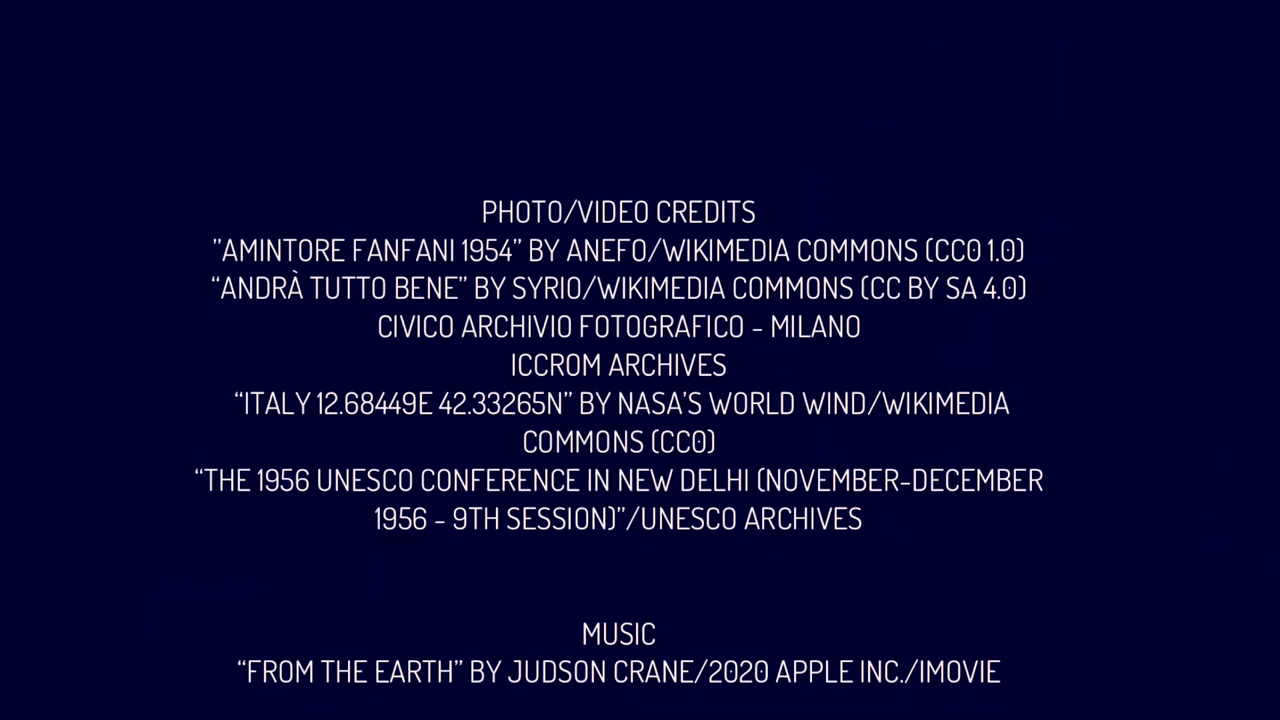 PHOTO/VIDEO CREDITS
”AMINTORE FANFANI 1954” BY ANEFO/WIKIMEDIA COMMONS (CC0 1.0)
“ANDRÀ TUTTO BENE” BY SYRIO/WIKIMEDIA COMMONS (CC BY SA 4.0)
CIVICO ARCHIVIO FOTOGRAFICO - MILANO
ICCROM ARCHIVES
“ITALY 12.68449E 42.33265N” BY NASA’S WORLD WIND/WIKIMEDIA
COMMONS (CC0)
“THE 1956 UNESCO CONFERENCE IN NEW DELHI (NOVEMBER-DECEMBER
1956 - 9TH SESSION)”/UNESCO ARCHIVES
MUSIC
“FROM THE EARTH” BY JUDSON CRANE/2020 APPLE INC./IMOVIE